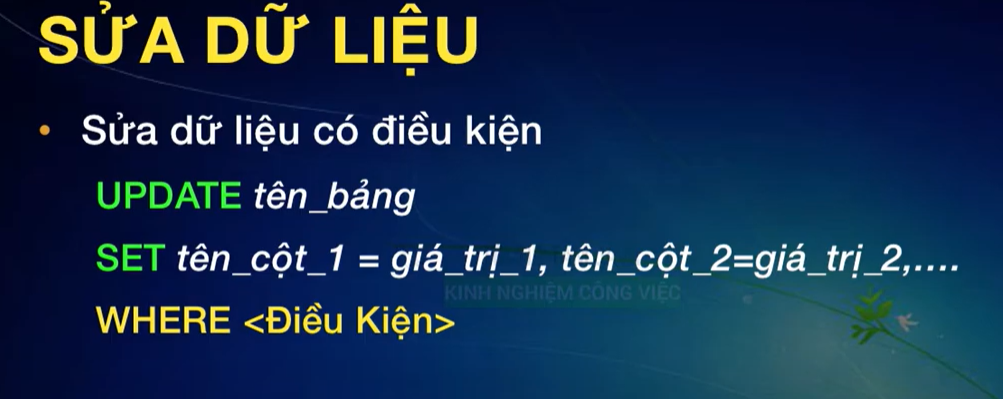 SỬA DỮ LIỆU
• Sửa dữ liệu có điều kiện
UPDATE tên_bảng
SET tên_cột_1 = giá_trị_1, tên_cột_2=giá_trị_2,....
KINH NGHIỆM CÔNG VIỆC
WHERE <Điều Kiện>